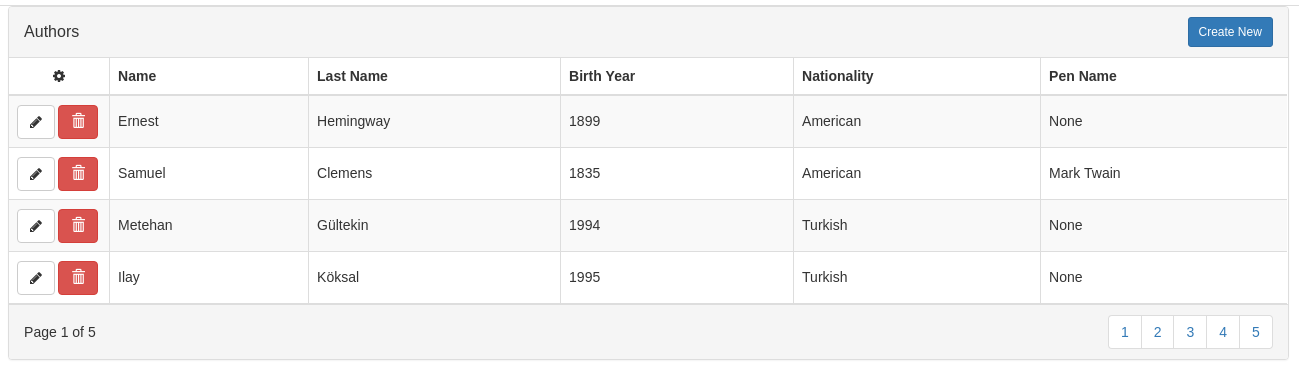 Authors Create New
Name Last Name Birth Year Nationality Pen Name
Ernest Hemingway 1899 American None
Samuel Clemens 1835 American Mark Twain
Metehan Gültekin 1994 Turkish None
Ilay Köksal 1995 Turkish None
Page 1 of 5 1 2 3 4 5